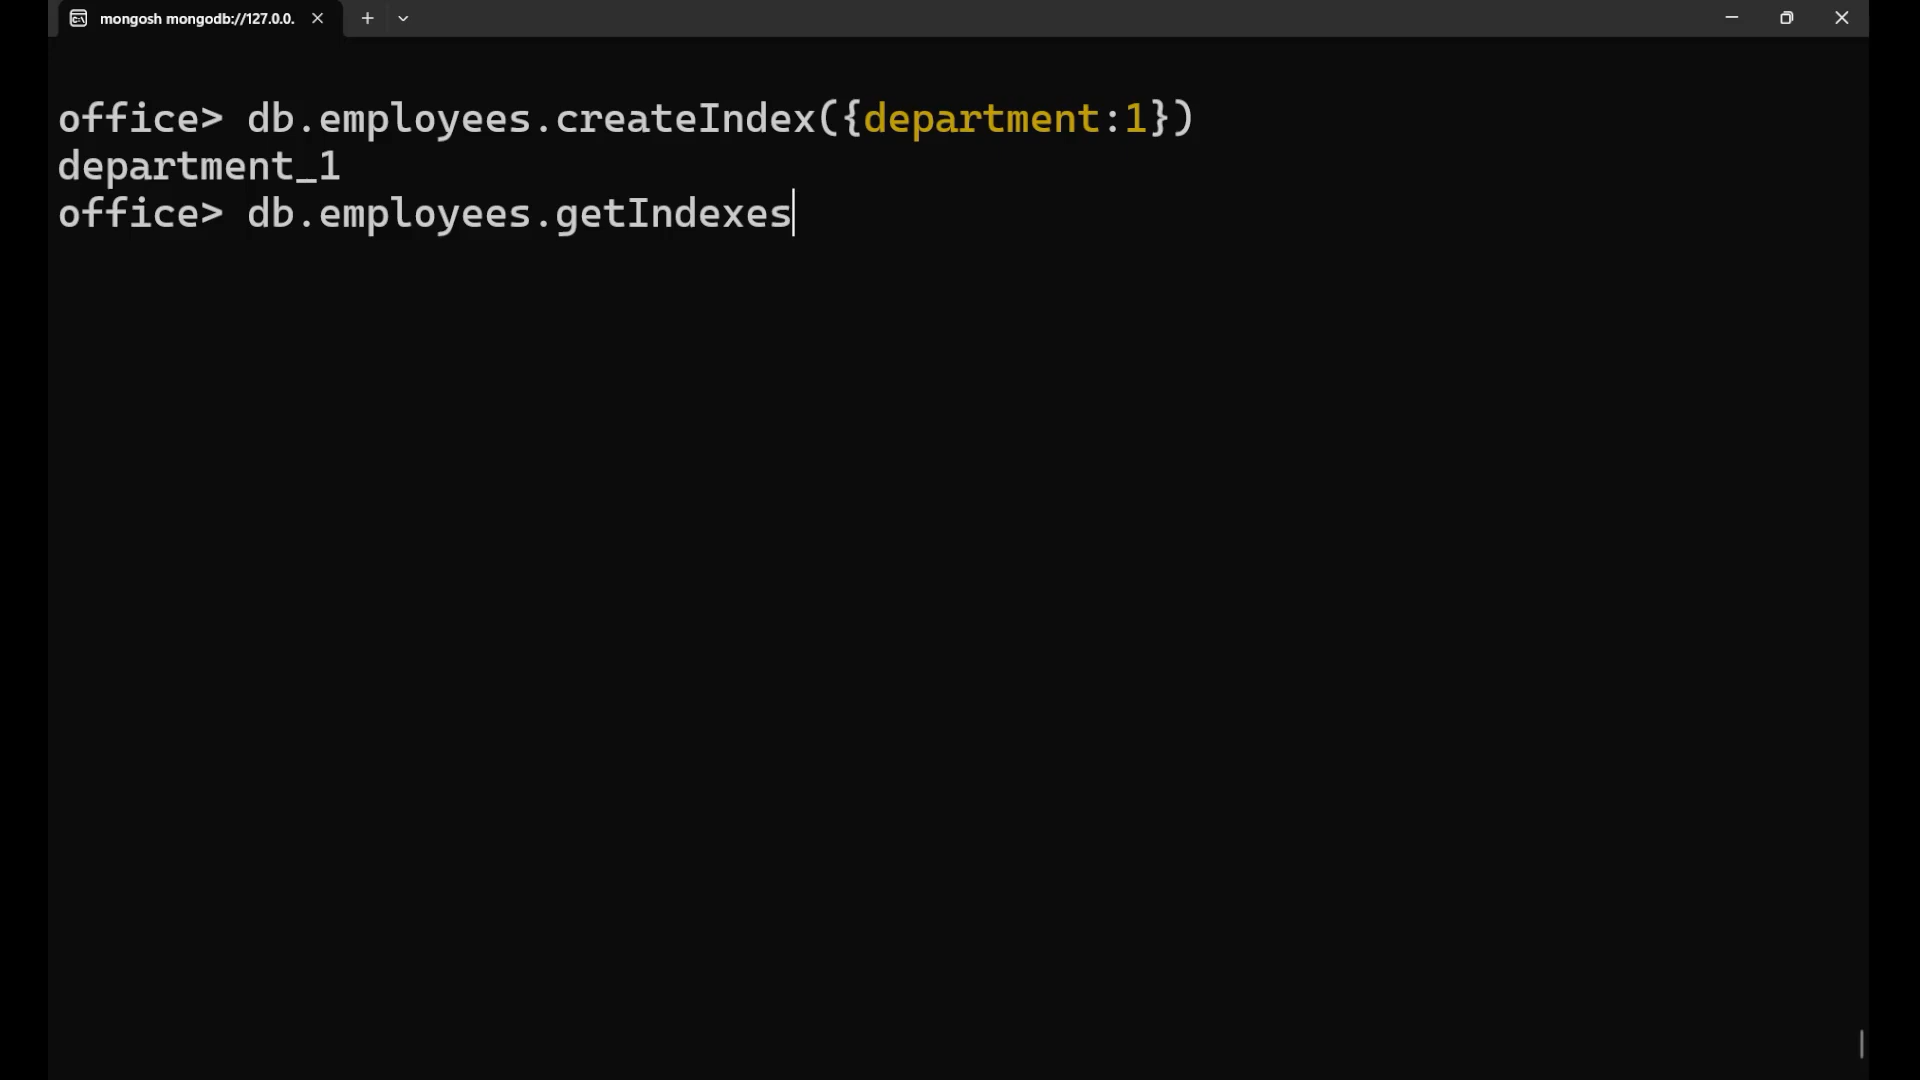 mongosh mongodb://127.0.0.
office> db.employees.createIndex({department:1})
department_1
office> db.employees.getIndexes